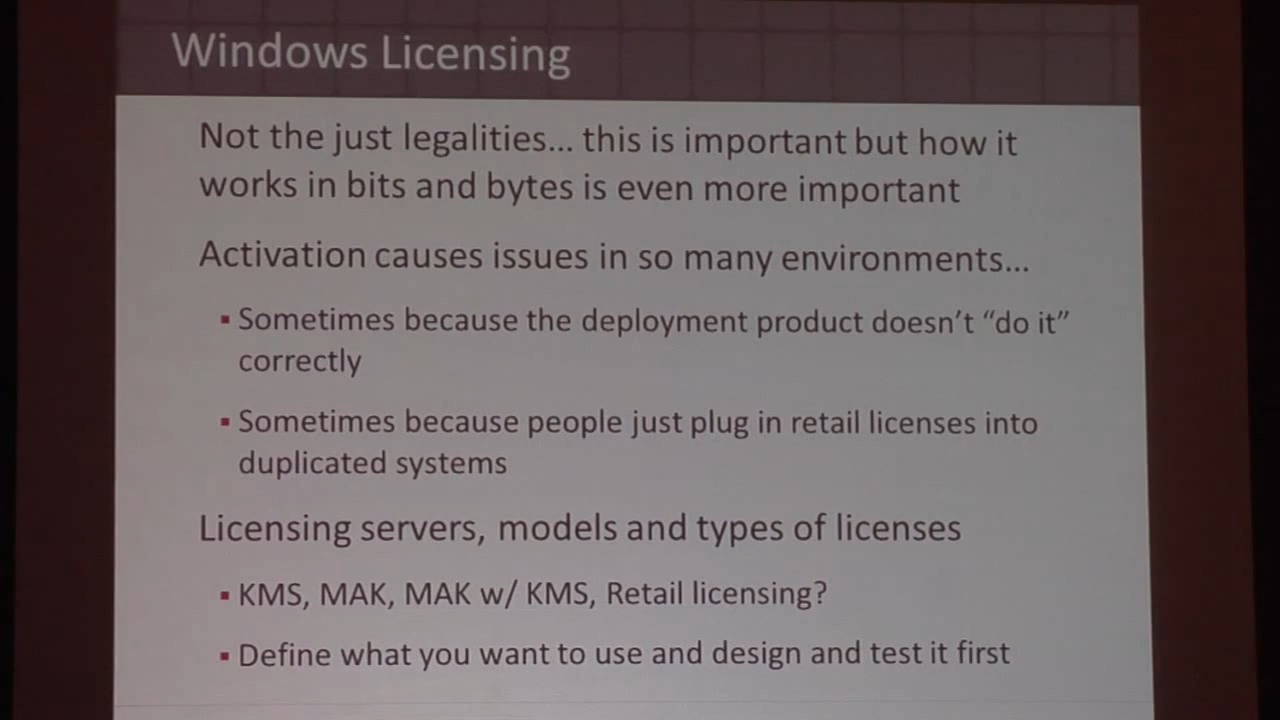 Windows Licensing
Not the just legalities... this is important but how it
works in bits and bytes is even more important
Activation causes issues in so many environments...
▪ Sometimes because the deployment product doesn't “do it”
correctly
▪ Sometimes because people just plug in retail licenses into
duplicated systems
Licensing servers, models and types of licenses
▪ KMS, MAK, MAK w/ KMS, Retail licensing?
▪ Define what you want to use and design and test it first